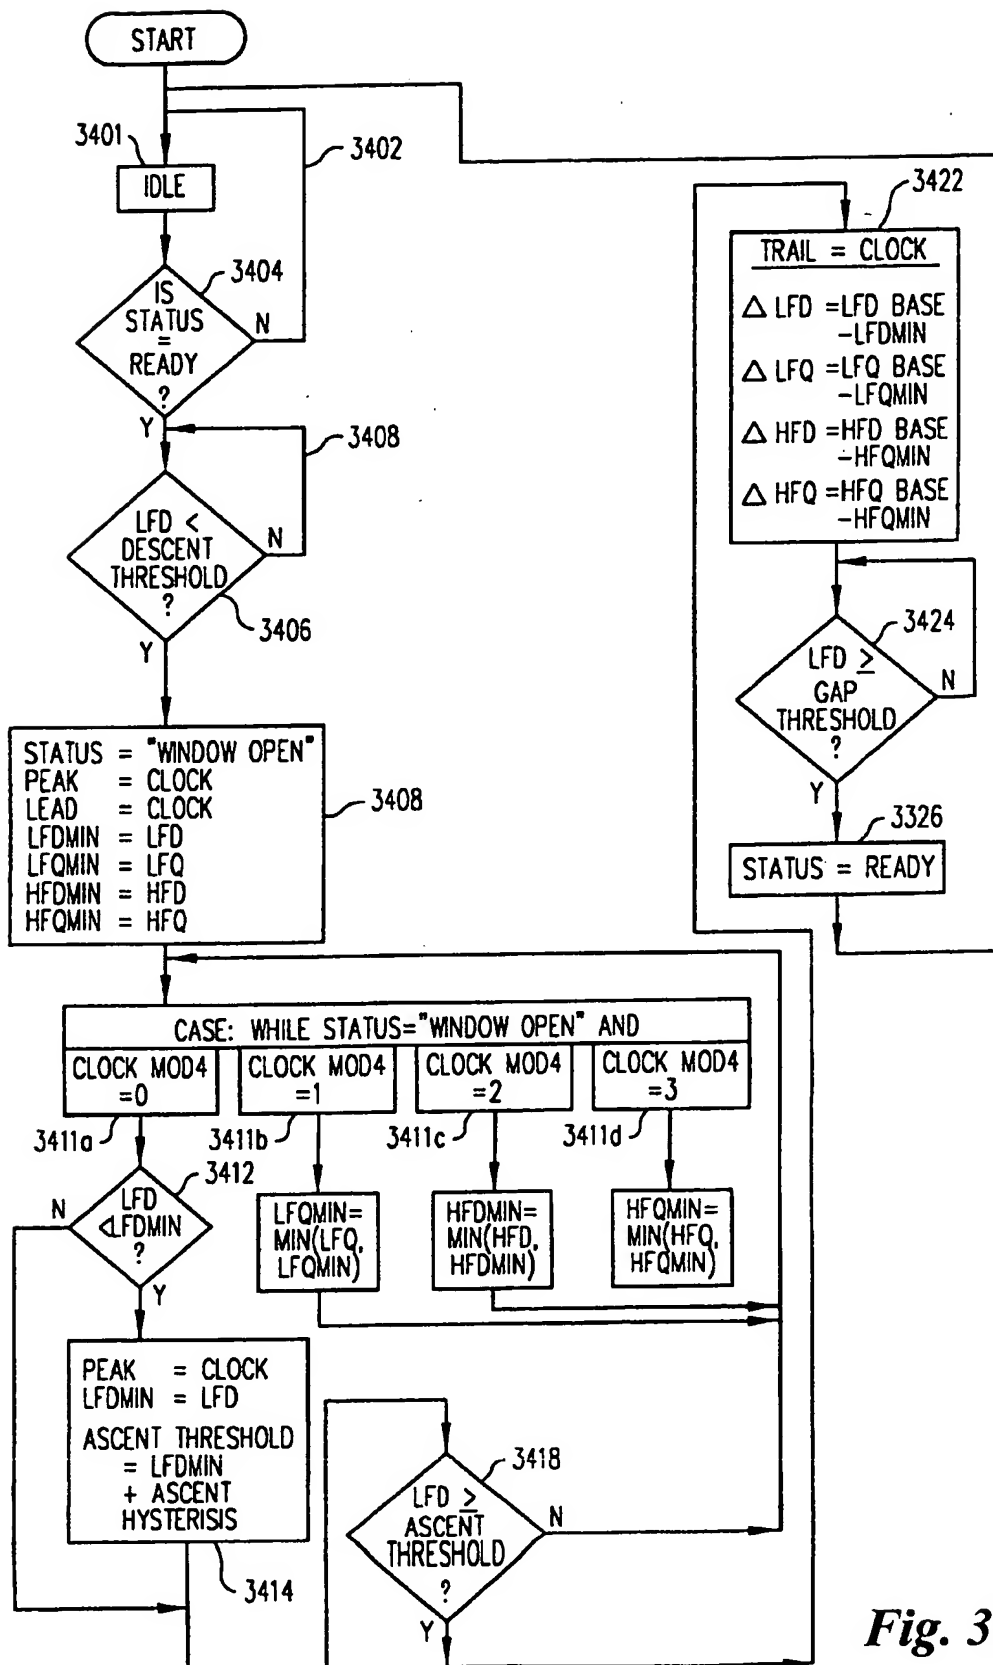 START
3401
3402
IDLE
3404
IS
STATUS
=
READY
?
N
Y
3408
LFD <
DESCENT
THRESHOLD
?
N
3406
Y
STATUS = "WINDOW OPEN"
PEAK = CLOCK
LEAD = CLOCK
LFDMIN = LFD
LFQMIN = LFQ
HFDMIN = HFD
HFQMIN = HFQ
3408
CASE: WHILE STATUS="WINDOW OPEN" AND
CLOCK MOD4
=0
CLOCK MOD4
=1
CLOCK MOD4
=2
CLOCK MOD4
=3
3411a
3411b
3411c
3411d
3412
LFD
<LFDMIN
?
N
Y
LFQMIN=
MIN(LFQ,
LFQMIN)
HFDMIN=
MIN(HFD,
HFDMIN)
HFQMIN=
MIN(HFQ,
HFQMIN)
PEAK = CLOCK
LFDMIN = LFD
ASCENT THRESHOLD
= LFDMIN
+ ASCENT
HYSTERISIS
3414
3418
LFD ≥
ASCENT
THRESHOLD
?
N
Y
3422
TRAIL = CLOCK
△ LFD =LFD BASE
-LFDMIN
△ LFQ =LFQ BASE
-LFQMIN
△ HFD =HFD BASE
-HFQMIN
△ HFQ =HFQ BASE
-HFQMIN
3424
LFD ≥
GAP
THRESHOLD
?
N
Y
3326
STATUS = READY
Fig. 3